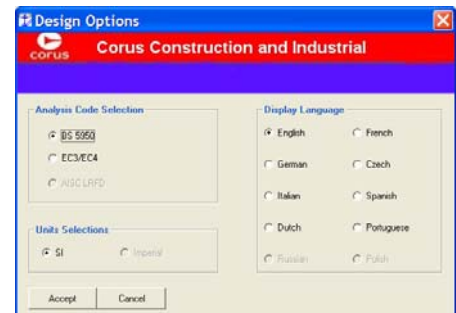 Design Options
corus
Corus Construction and Industrial
Analysis Code Selection
BS 5950
EC3/EC4
AISC LRFD
Units Selections
SI Imperial
Accept Cancel
Display Language
English French
German Czech
Italian Spanish
Dutch Portuguese
Russian Polish